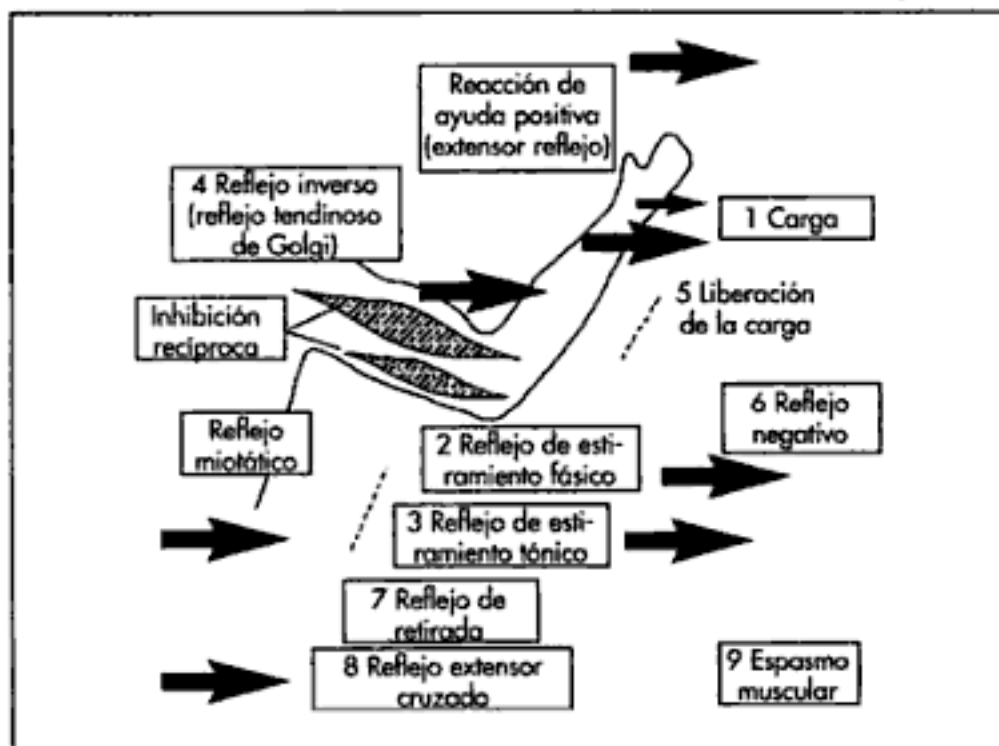 Reacción de
ayuda positiva
(extensor reflejo)
4 Reflejo inverso
(reflejo tendinoso
de Golgi)
1 Carga
5 Liberación
de la carga
Inhibición
recíproca
6 Reflejo
negativo
Reflejo
miotático
2 Reflejo de esti-
ramiento fásico
3 Reflejo de esti-
ramiento tónico
7 Reflejo de
retirada
8 Reflejo extensor
cruzado
9 Espasmo
muscular